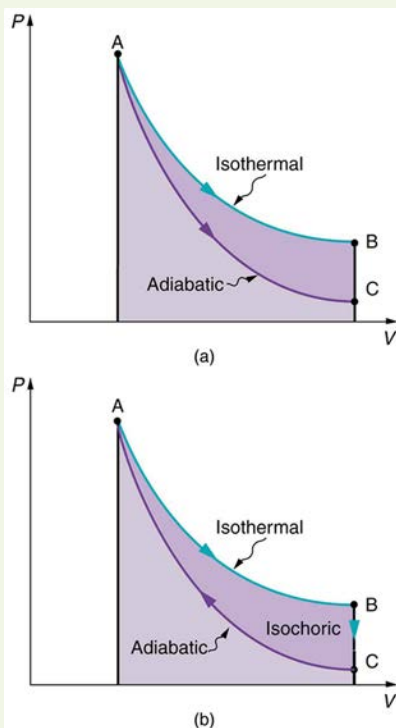 P
A
Isothermal
B
Adiabatic
C
V
(a)
P
A
Isothermal
B
Isochoric
Adiabatic
C
V
(b)